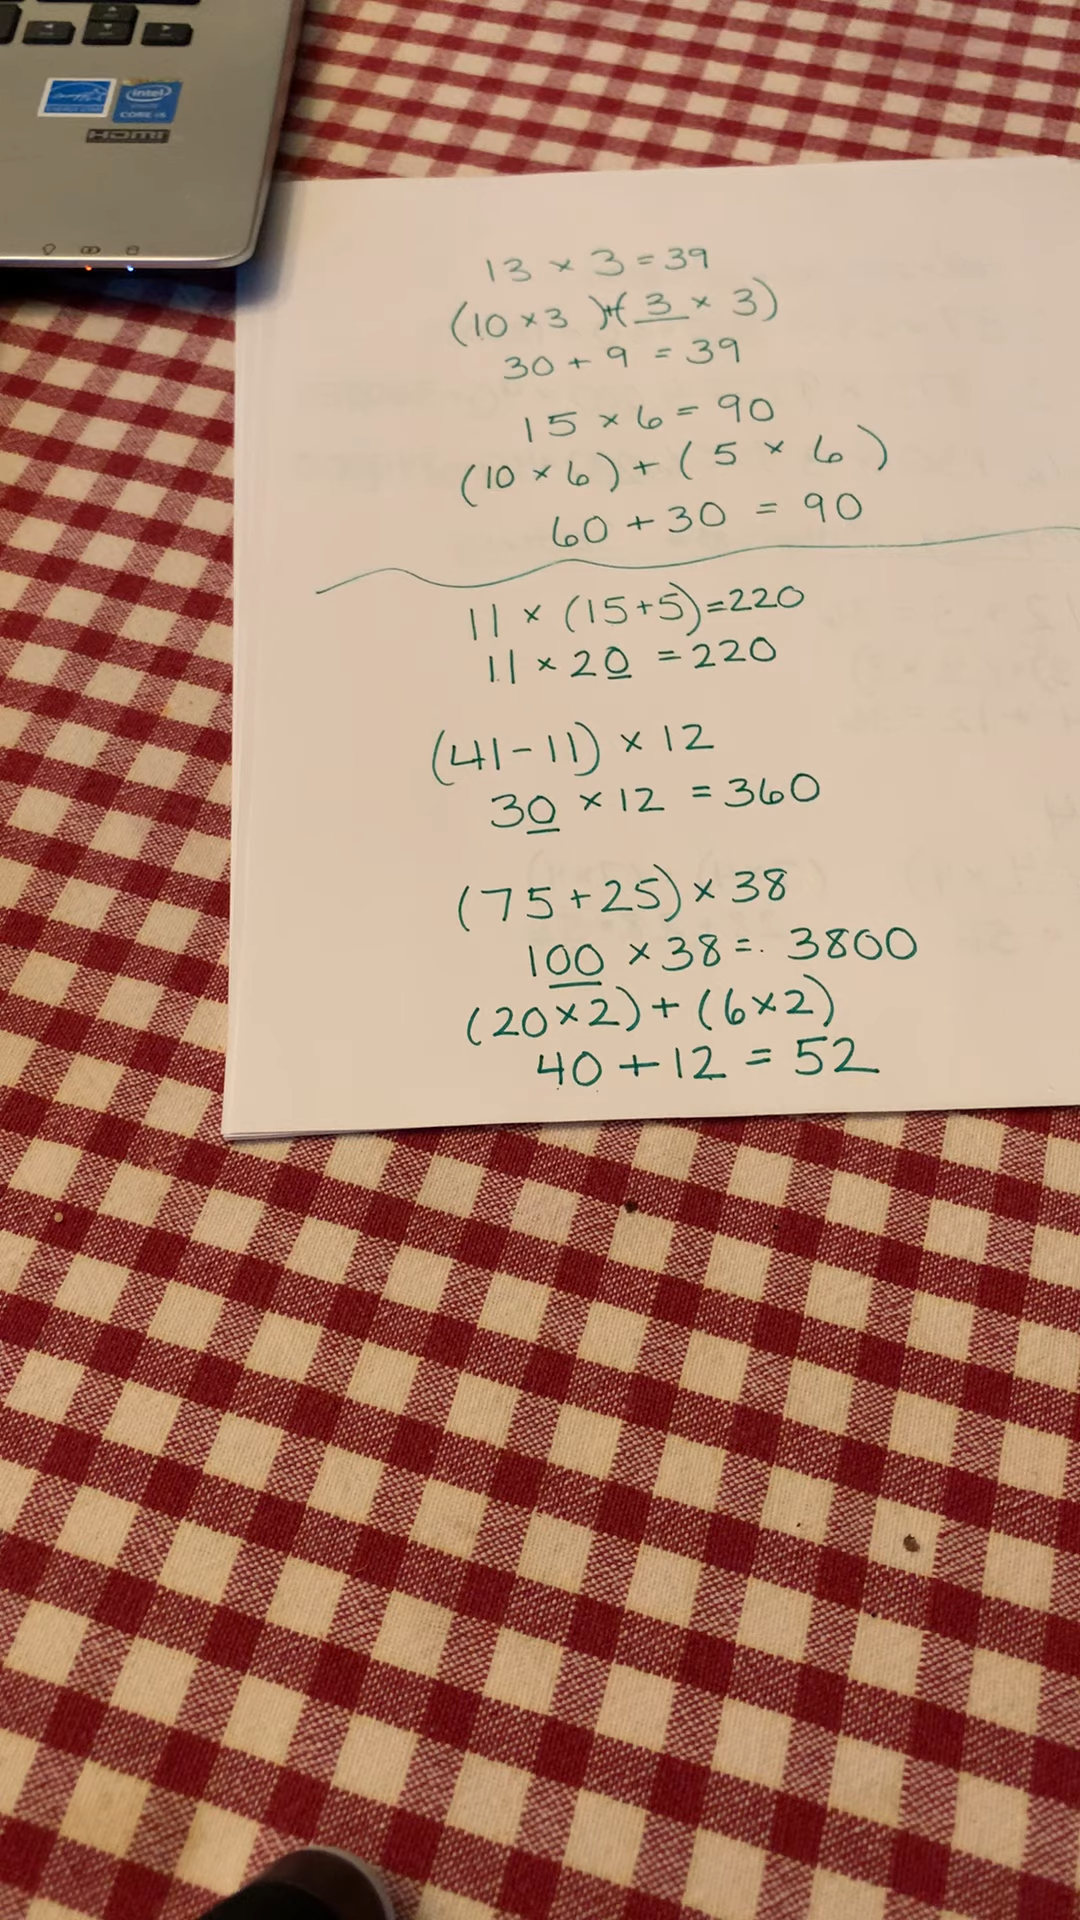 intel
CORE i5
HDMI
13 × 3 = 39
(10 × 3 ) + ( 3 × 3)
30 + 9 = 39
15 × 6 = 90
(10 × 6) + ( 5 × 6 )
60 + 30 = 90
11 × (15+5) = 220
11 × 20 = 220
(41 - 11) × 12
30 × 12 = 360
(75 + 25) × 38
100 × 38 = 3800
(20 × 2) + (6 × 2)
40 + 12 = 52